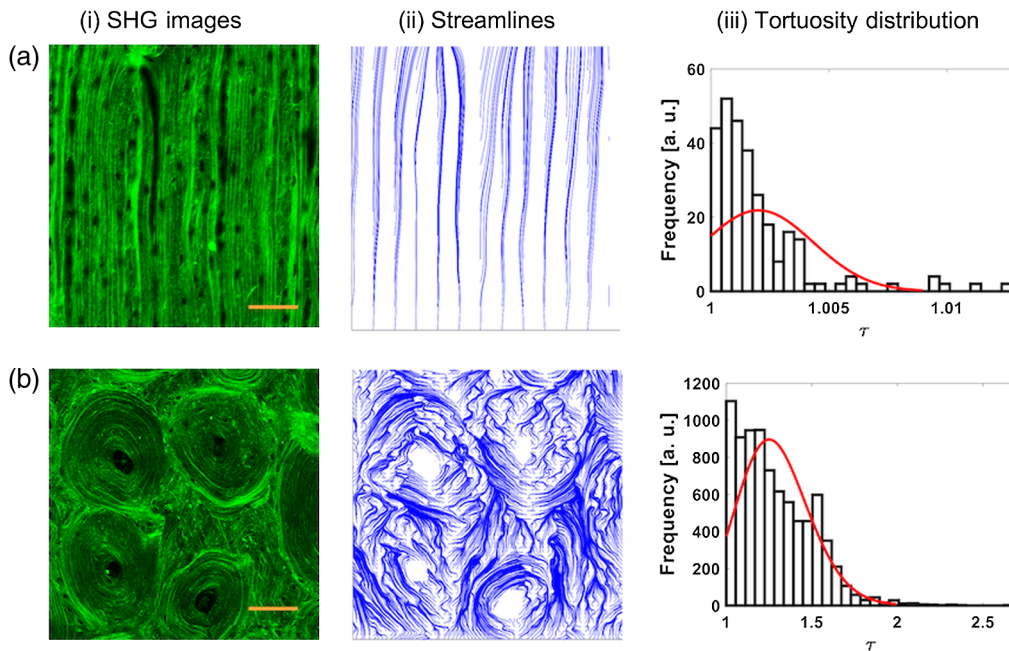 (i) SHG images (ii) Streamlines (iii) Tortuosity distribution
(a)
60
40
20
0
Frequency [a. u.]
1 1.005 1.01
τ
(b)
1200
1000
800
600
400
200
0
Frequency [a. u.]
1 1.5 2 2.5
τ